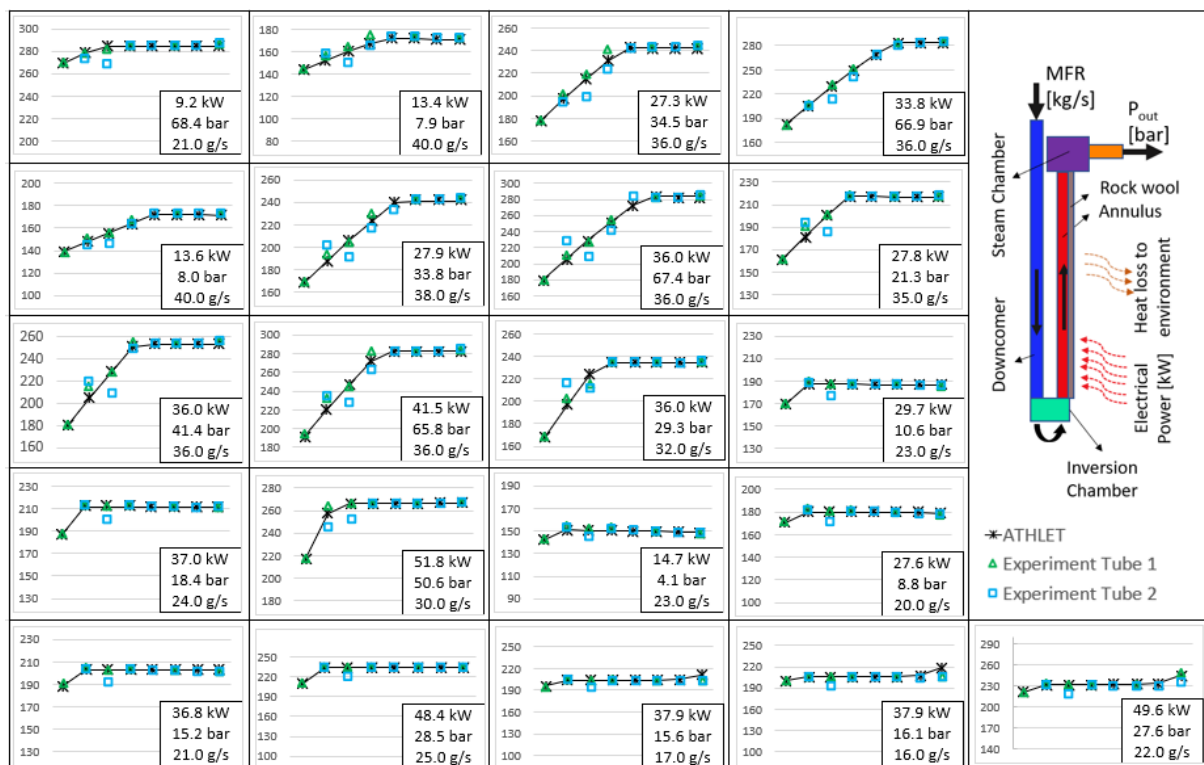 300
280
260
240
220
200
9.2 kW
68.4 bar
21.0 g/s
180
160
140
120
100
80
13.4 kW
7.9 bar
40.0 g/s
260
240
220
200
180
160
27.3 kW
34.5 bar
36.0 g/s
280
250
220
190
160
33.8 kW
66.9 bar
36.0 g/s
200
180
160
140
120
100
13.6 kW
8.0 bar
40.0 g/s
260
240
220
200
180
160
27.9 kW
33.8 bar
38.0 g/s
300
280
260
240
220
200
180
160
36.0 kW
67.4 bar
36.0 g/s
230
210
190
170
150
27.8 kW
21.3 bar
35.0 g/s
260
240
220
200
180
160
36.0 kW
41.4 bar
36.0 g/s
290
270
250
230
210
190
41.5 kW
65.8 bar
36.0 g/s
260
240
220
200
180
160
36.0 kW
29.3 bar
32.0 g/s
230
210
190
170
150
130
29.7 kW
10.6 bar
23.0 g/s
210
190
170
150
130
37.0 kW
18.4 bar
24.0 g/s
260
240
220
200
180
160
51.8 kW
50.6 bar
30.0 g/s
190
170
150
130
110
90
14.7 kW
4.1 bar
23.0 g/s
200
180
160
140
120
100
27.6 kW
8.8 bar
20.0 g/s
210
190
170
150
130
36.8 kW
15.2 bar
21.0 g/s
250
220
190
160
130
100
48.4 kW
28.5 bar
25.0 g/s
220
190
160
130
100
37.9 kW
15.6 bar
17.0 g/s
220
190
160
130
100
37.9 kW
16.1 bar
16.0 g/s
290
260
230
200
170
140
49.6 kW
27.6 bar
22.0 g/s
MFR
[kg/s]
P out
[bar]
Steam Chamber
Rock wool
Annulus
Heat loss to
environment
Downcomer
Electrical
Power [kW]
Inversion
Chamber
ATHLET
Experiment Tube 1
Experiment Tube 2